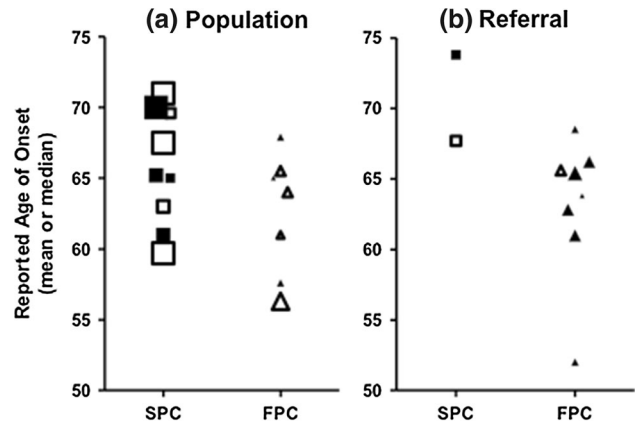 (a) Population
(b) Referral
Reported Age of Onset
(mean or median)
75
70
65
60
55
50
SPC
FPC
75
70
65
60
55
50
SPC
FPC